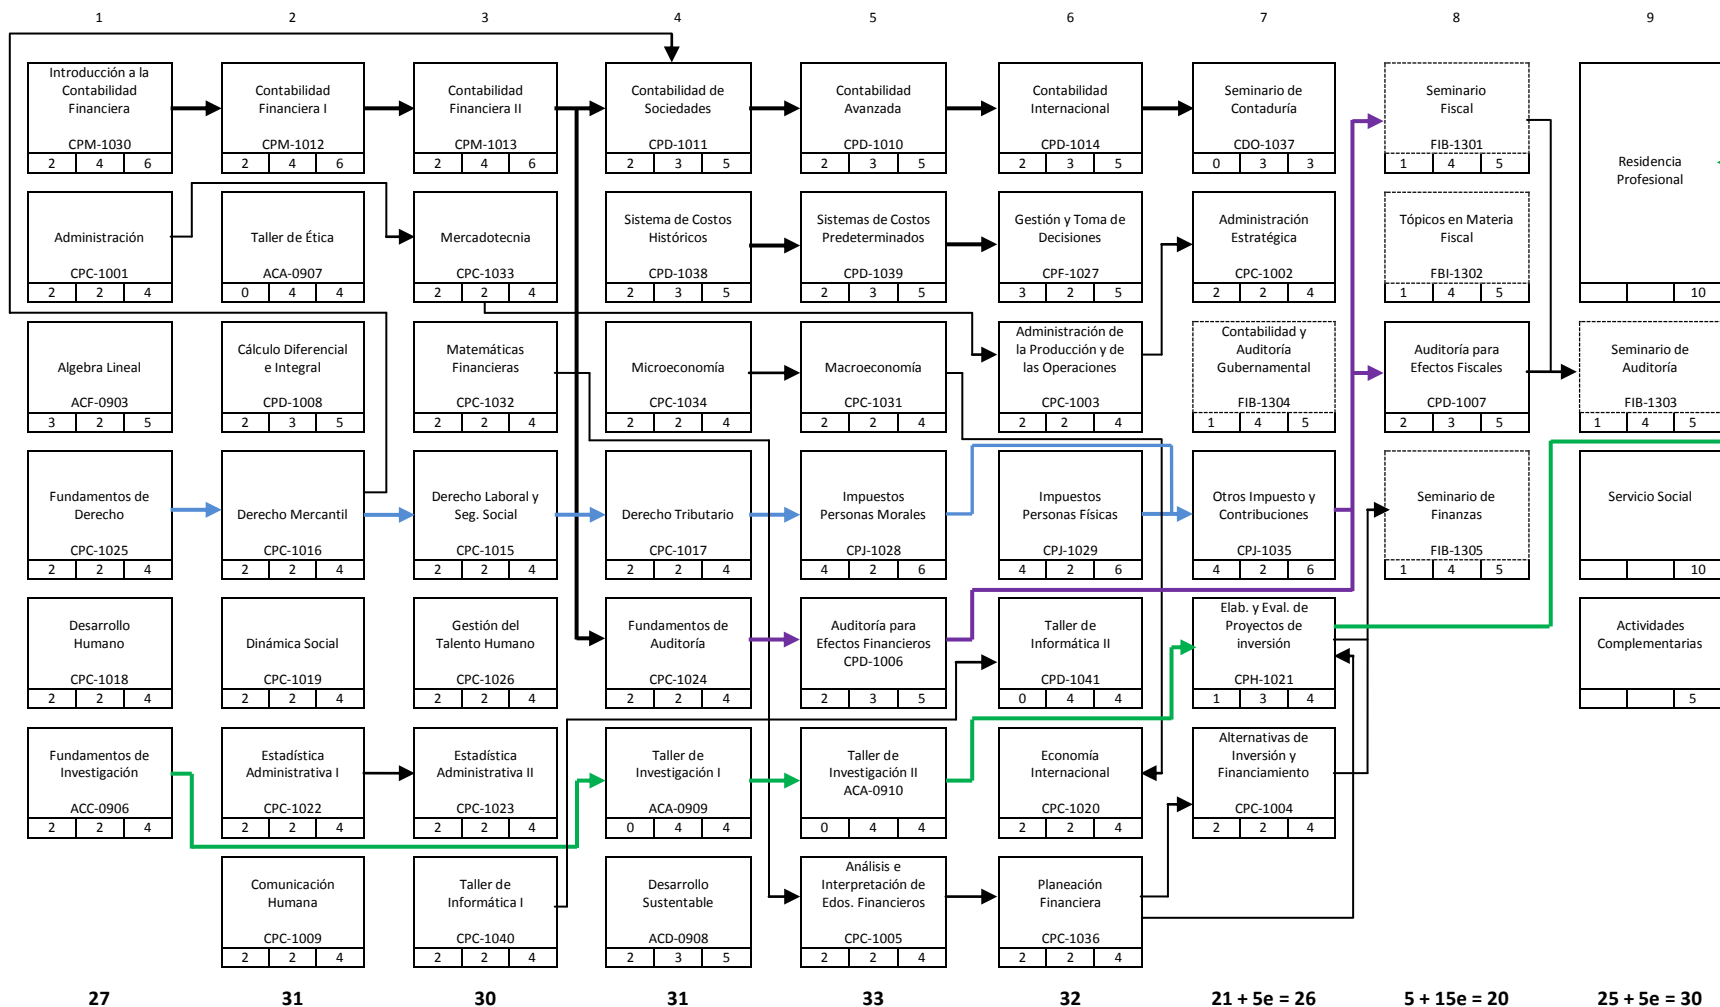 1 2 3 4 5 6 7 8 9
Introducción a la
Contabilidad
Financiera
CPM-1030
2 4 6
Contabilidad
Financiera I
CPM-1012
2 4 6
Contabilidad
Financiera II
CPM-1013
2 4 6
Contabilidad de
Sociedades
CPD-1011
2 3 5
Contabilidad
Avanzada
CPD-1010
2 3 5
Contabilidad
Internacional
CPD-1014
2 3 5
Seminario de
Contaduría
CDO-1037
0 3 3
Seminario
Fiscal
FIB-1301
1 4 5
Residencia
Profesional
10
Administración
CPC-1001
2 2 4
Taller de Ética
ACA-0907
0 4 4
Mercadotecnia
CPC-1033
2 2 4
Sistema de Costos
Históricos
CPD-1038
2 3 5
Sistemas de Costos
Predeterminados
CPD-1039
2 3 5
Gestión y Toma de
Decisiones
CPF-1027
3 2 5
Administración
Estratégica
CPC-1002
2 2 4
Tópicos en Materia
Fiscal
FBI-1302
1 4 5
Algebra Lineal
ACF-0903
3 2 5
Cálculo Diferencial
e Integral
CPD-1008
2 3 5
Matemáticas
Financieras
CPC-1032
2 2 4
Microeconomía
CPC-1034
2 2 4
Macroeconomía
CPC-1031
2 2 4
Administración de
la Producción y de
las Operaciones
CPC-1003
2 2 4
Contabilidad y
Auditoría
Gubernamental
FIB-1304
1 4 5
Auditoría para
Efectos Fiscales
CPD-1007
2 3 5
Seminario de
Auditoría
FIB-1303
1 4 5
Fundamentos de
Derecho
CPC-1025
2 2 4
Derecho Mercantil
CPC-1016
2 2 4
Derecho Laboral y
Seg. Social
CPC-1015
2 2 4
Derecho Tributario
CPC-1017
2 2 4
Impuestos
Personas Morales
CPJ-1028
4 2 6
Impuestos
Personas Físicas
CPJ-1029
4 2 6
Otros Impuesto y
Contribuciones
CPJ-1035
4 2 6
Seminario de
Finanzas
FIB-1305
1 4 5
Servicio Social
10
Desarrollo
Humano
CPC-1018
2 2 4
Dinámica Social
CPC-1019
2 2 4
Gestión del
Talento Humano
CPC-1026
2 2 4
Fundamentos de
Auditoría
CPC-1024
2 2 4
Auditoría para
Efectos Financieros
CPD-1006
2 3 5
Taller de
Informática II
CPD-1041
0 4 4
Elab. y Eval. de
Proyectos de
inversión
CPH-1021
1 3 4
Actividades
Complementarias
5
Fundamentos de
Investigación
ACC-0906
2 2 4
Estadística
Administrativa I
CPC-1022
2 2 4
Estadística
Administrativa II
CPC-1023
2 2 4
Taller de
Investigación I
ACA-0909
0 4 4
Taller de
Investigación II
ACA-0910
0 4 4
Economía
Internacional
CPC-1020
2 2 4
Alternativas de
Inversión y
Financiamiento
CPC-1004
2 2 4
Comunicación
Humana
CPC-1009
2 2 4
Taller de
Informática I
CPC-1040
2 2 4
Desarrollo
Sustentable
ACD-0908
2 3 5
Análisis e
Interpretación de
Edos. Financieros
CPC-1005
2 2 4
Planeación
Financiera
CPC-1036
2 2 4
27 31 30 31 33 32 21 + 5e = 26 5 + 15e = 20 25 + 5e = 30